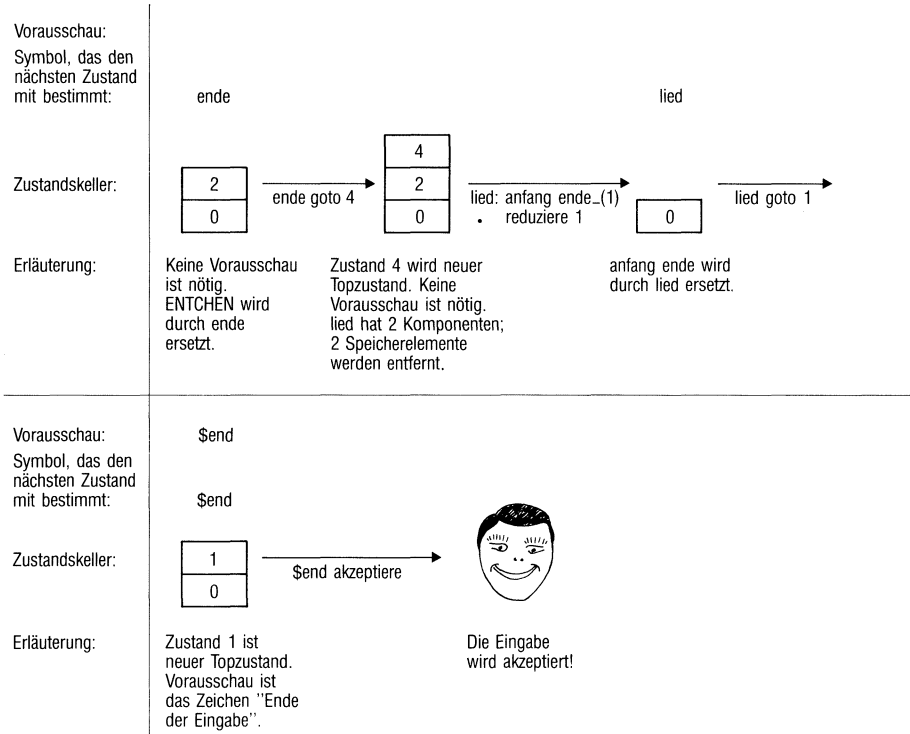 Vorausschau:
Symbol, das den
nächsten Zustand
mit bestimmt:
ende
lied
Zustandskeller:
2
0
ende goto 4
4
2
0
lied: anfang ende_(1)
. reduziere 1
0
lied goto 1
Erläuterung:
Keine Vorausschau
ist nötig.
ENTCHEN wird
durch ende
ersetzt.
Zustand 4 wird neuer
Topzustand. Keine
Vorausschau ist nötig.
lied hat 2 Komponenten;
2 Speicherelemente
werden entfernt.
anfang ende wird
durch lied ersetzt.
Vorausschau:
$end
Symbol, das den
nächsten Zustand
mit bestimmt:
$end
Zustandskeller:
1
0
$end akzeptiere
Erläuterung:
Zustand 1 ist
neuer Topzustand.
Vorausschau ist
das Zeichen ''Ende
der Eingabe''.
Die Eingabe
wird akzeptiert!